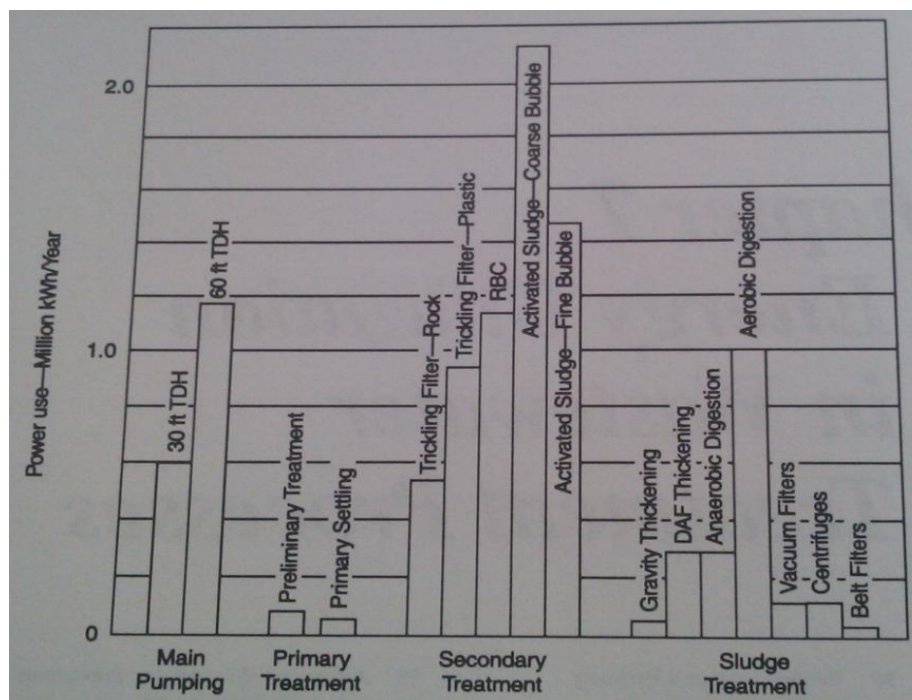 Power use—Million kWh/Year
2.0
1.0
0
30 ft TDH
60 ft TDH
Preliminary Treatment
Primary Settling
Trickling Filter—Rock
Trickling Filter—Plastic
RBC
Activated Sludge—Coarse Bubble
Activated Sludge—Fine Bubble
Gravity Thickening
DAF Thickening
Anaerobic Digestion
Aerobic Digestion
Vacuum Filters
Centrifuges
Belt Filters
Main
Pumping
Primary
Treatment
Secondary
Treatment
Sludge
Treatment